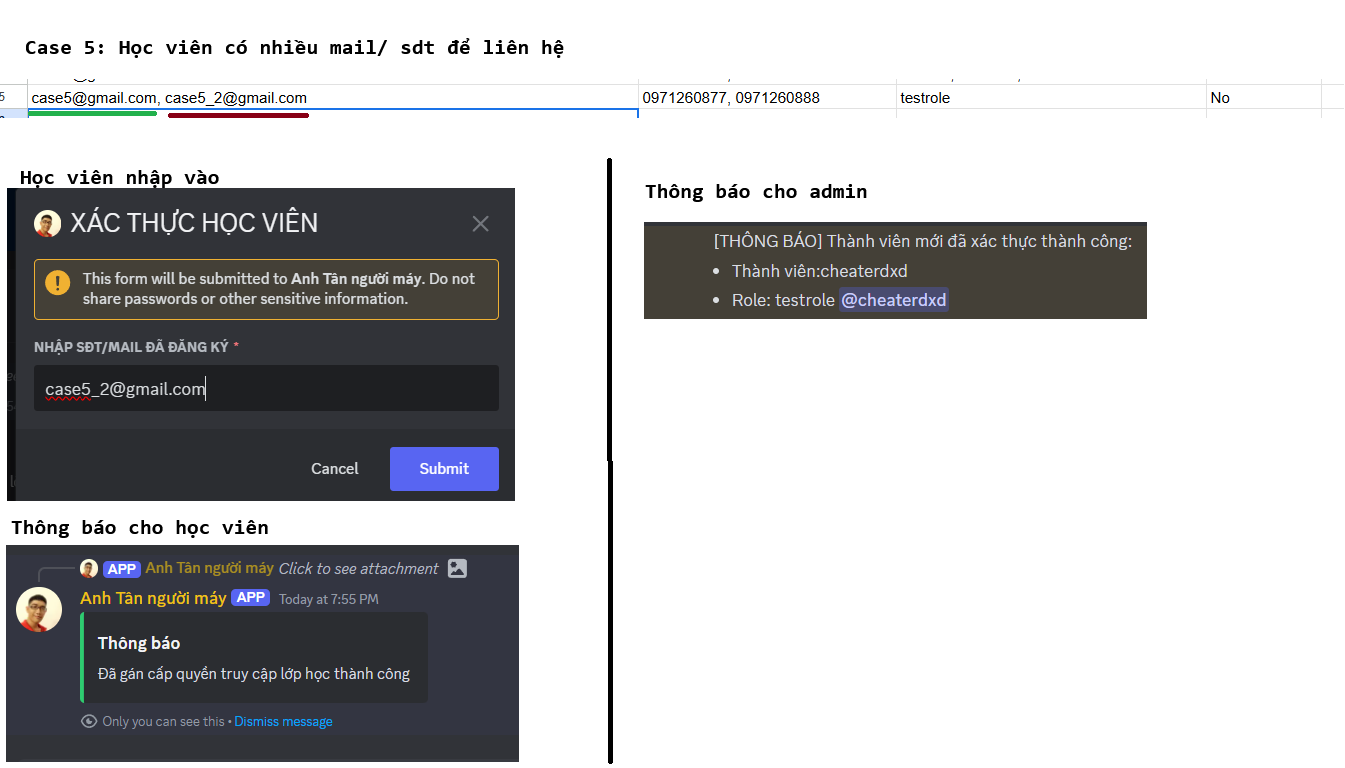 Case 5: Học viên có nhiều mail/ sdt để liên hệ
5 case5@gmail.com, case5_2@gmail.com 0971260877, 0971260888 testrole No
Học viên nhập vào
XÁC THỰC HỌC VIÊN
This form will be submitted to Anh Tân người máy. Do not
share passwords or other sensitive information.
NHẬP SĐT/MAIL ĐÃ ĐĂNG KÝ *
case5_2@gmail.com
Cancel Submit
Thông báo cho học viên
APP Anh Tân người máy Click to see attachment
Anh Tân người máy APP Today at 7:55 PM
Thông báo
Đã gán cấp quyền truy cập lớp học thành công
Only you can see this • Dismiss message
Thông báo cho admin
[THÔNG BÁO] Thành viên mới đã xác thực thành công:
• Thành viên:cheaterdxd
• Role: testrole @cheaterdxd